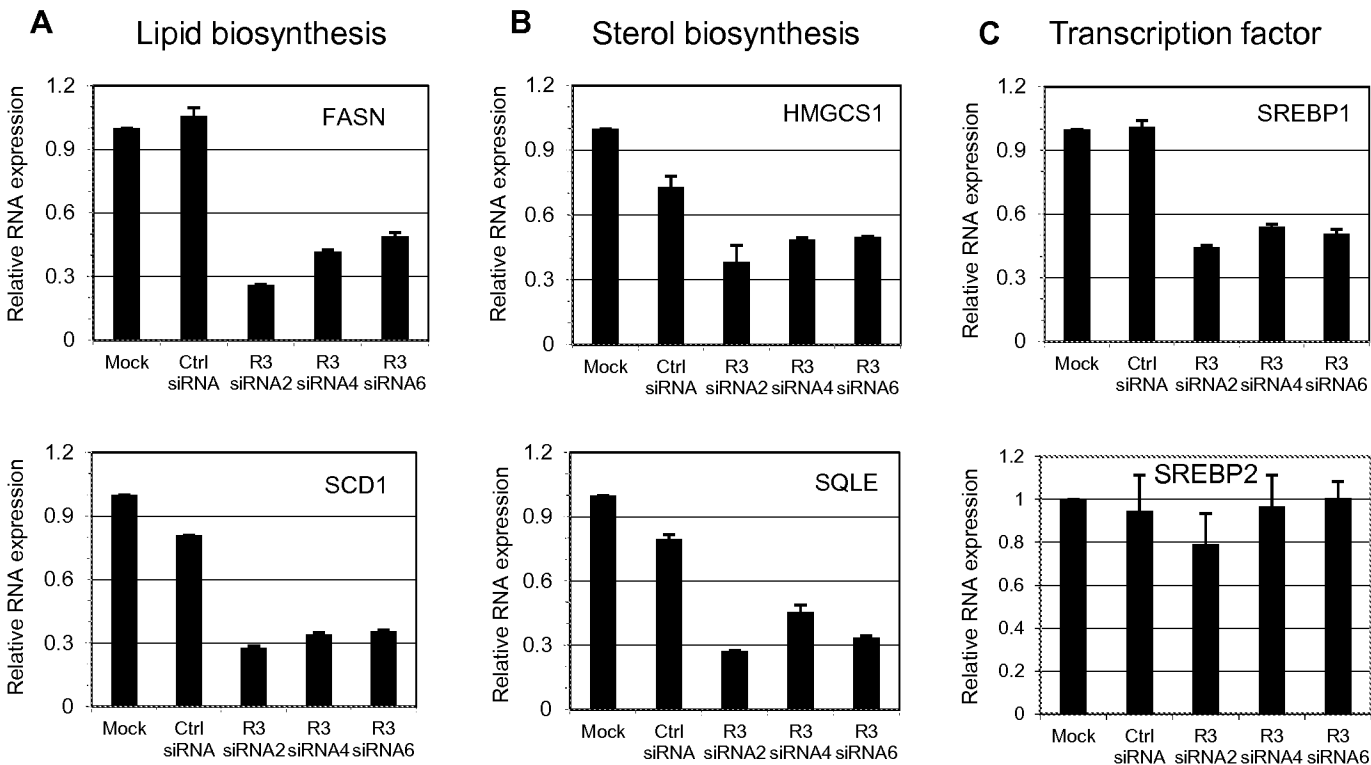 A Lipid biosynthesis
Relative RNA expression
1.2
0.9
0.6
0.3
0
FASN
Mock Ctrl R3 R3 R3
siRNA siRNA2 siRNA4 siRNA6
Relative RNA expression
1.2
0.9
0.6
0.3
0
SCD1
Mock Ctrl R3 R3 R3
siRNA siRNA2 siRNA4 siRNA6
B Sterol biosynthesis
Relative RNA expression
1.2
0.9
0.6
0.3
0
HMGCS1
Mock Ctrl R3 R3 R3
siRNA siRNA2 siRNA4 siRNA6
Relative RNA expression
1.2
0.9
0.6
0.3
0
SQLE
Mock Ctrl R3 R3 R3
siRNA siRNA2 siRNA4 siRNA6
C Transcription factor
Relative RNA expression
1.2
0.9
0.6
0.3
0
SREBP1
Mock Ctrl R3 R3 R3
siRNA siRNA2 siRNA4 siRNA6
Relative RNA expression
1.2
1
0.8
0.6
0.4
0.2
0
SREBP2
Mock Ctrl R3 R3 R3
siRNA siRNA2 siRNA4 siRNA6